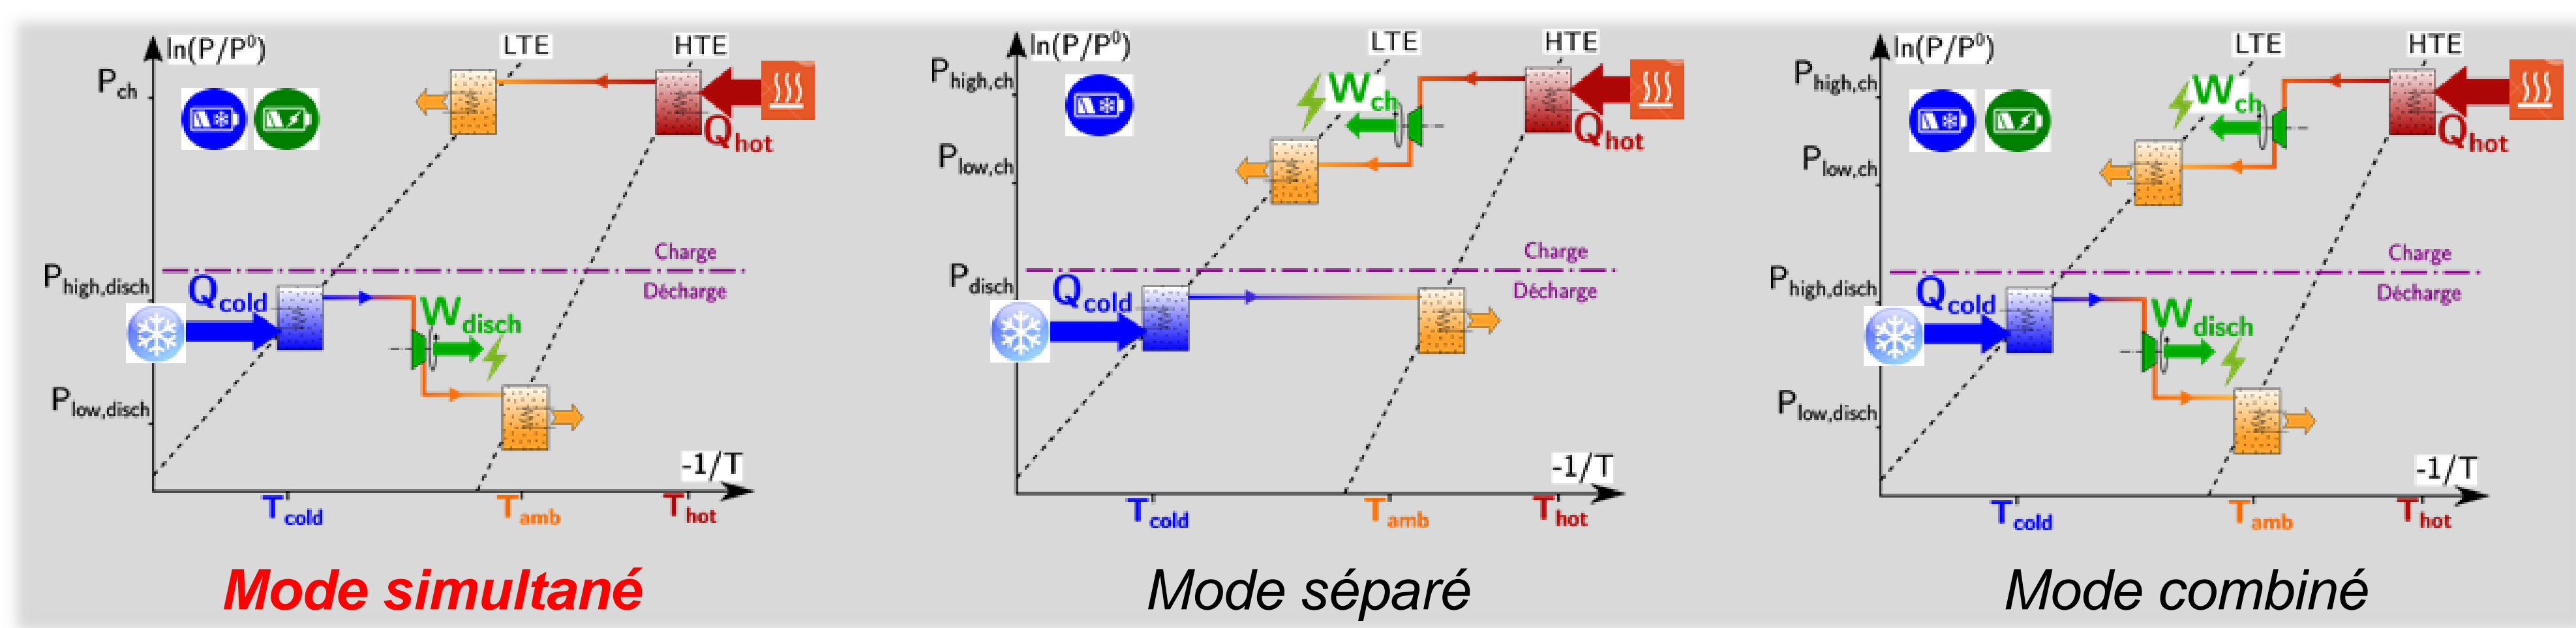 ln(P/P⁰)
LTE
HTE
P_ch
Q_hot
Charge
Décharge
P_high,disch
Q_cold
W_disch
P_low,disch
-1/T
T_cold
T_amb
T_hot
Mode simultané
ln(P/P⁰)
LTE
HTE
P_high,ch
W_ch
Q_hot
P_low,ch
Charge
Décharge
P_disch
Q_cold
-1/T
T_cold
T_amb
T_hot
Mode séparé
ln(P/P⁰)
LTE
HTE
P_high,ch
W_ch
Q_hot
P_low,ch
Charge
Décharge
P_high,disch
Q_cold
W_disch
P_low,disch
-1/T
T_cold
T_amb
T_hot
Mode combiné